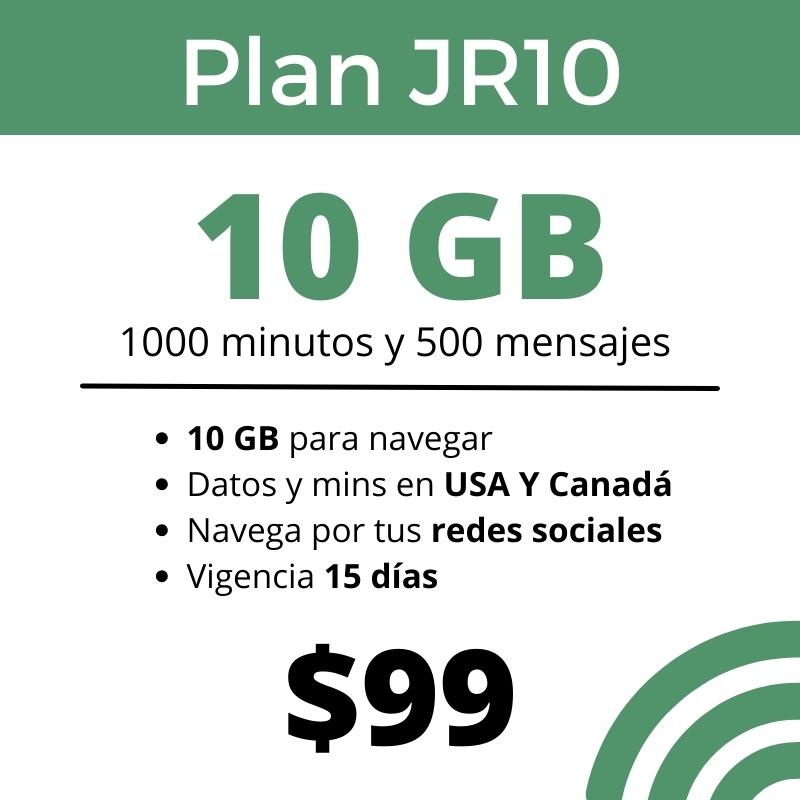 Plan JR10
10 GB
1000 minutos y 500 mensajes
• 10 GB para navegar
• Datos y mins en USA Y Canadá
• Navega por tus redes sociales
• Vigencia 15 días
$99